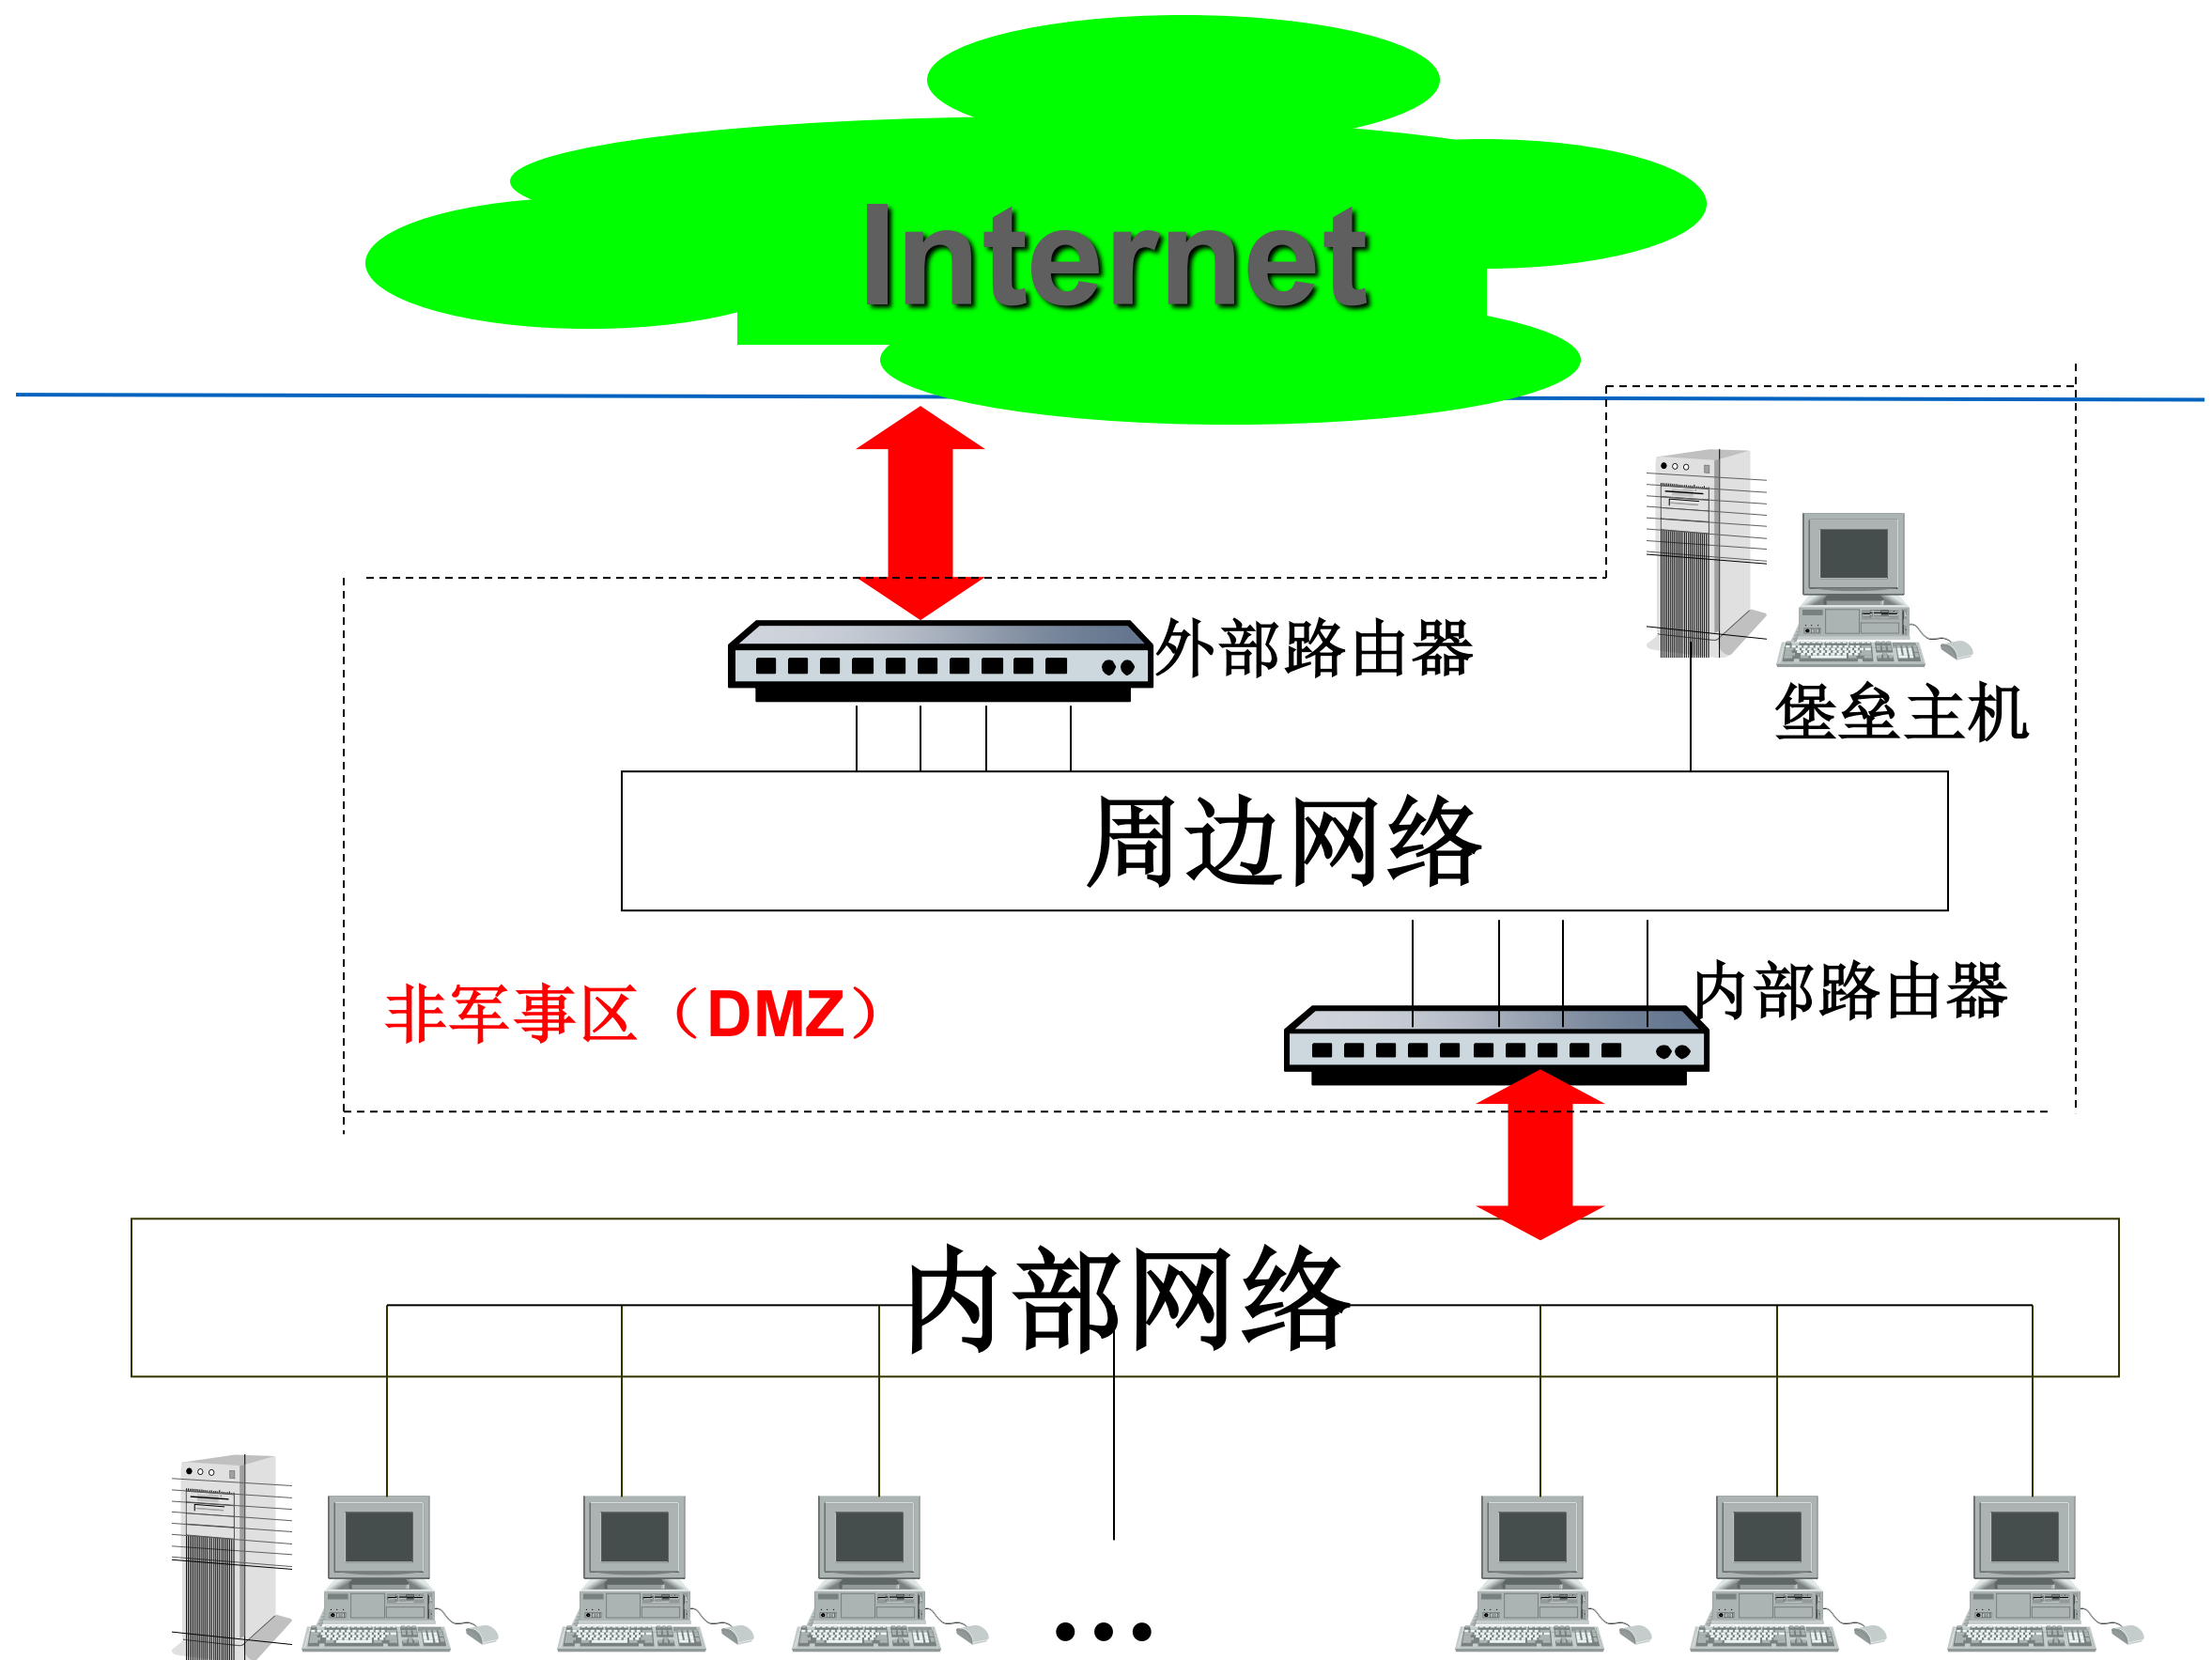 Internet
外部路由器
堡垒主机
周边网络
内部路由器
非军事区（DMZ）
内部网络
…